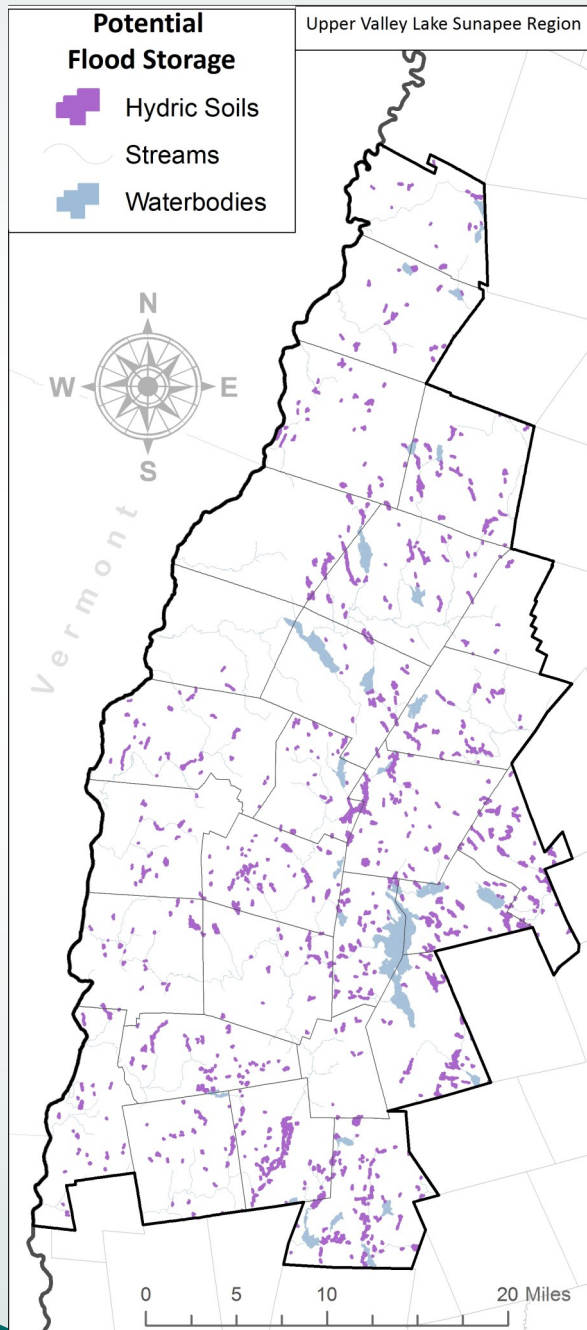 Potential
Flood Storage
Upper Valley Lake Sunapee Region
Hydric Soils
Streams
Waterbodies
N
W
E
S
Vermont
0 5 10 20 Miles